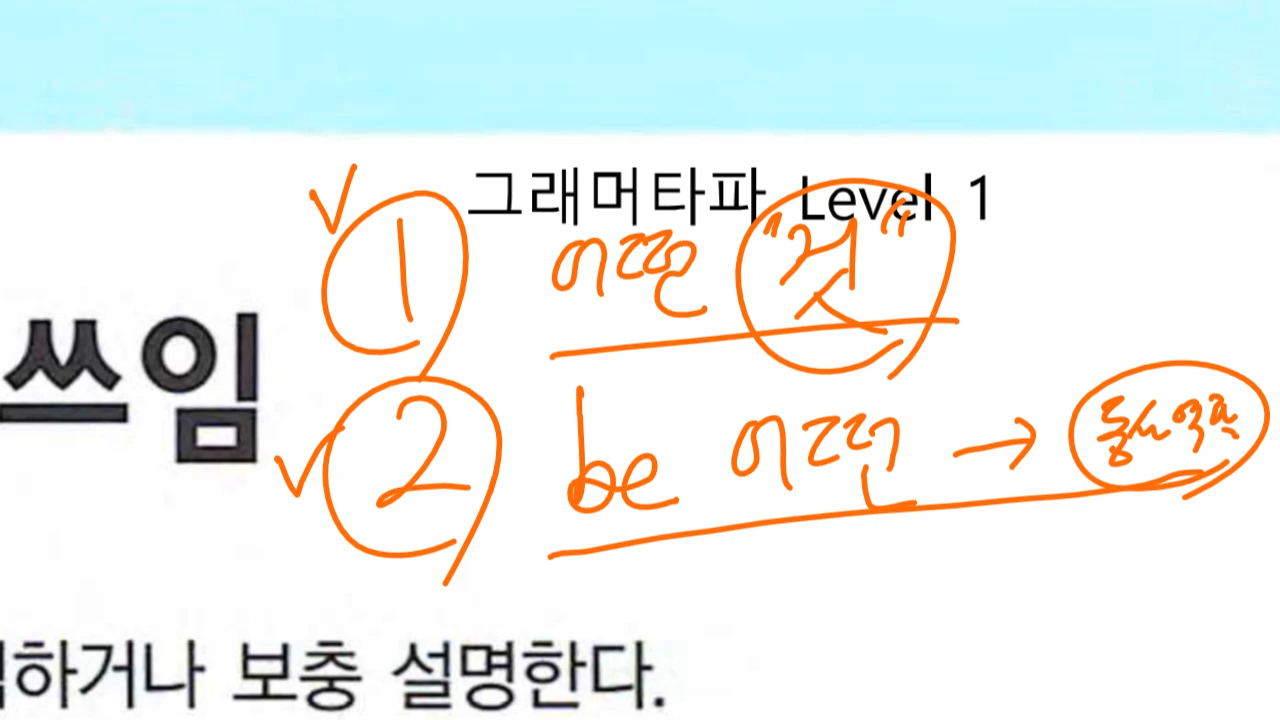 그래머타파 Level 1
1 어떤 "것"
쓰임
2 be 어떤 → 동사역할
하거나 보충 설명한다.